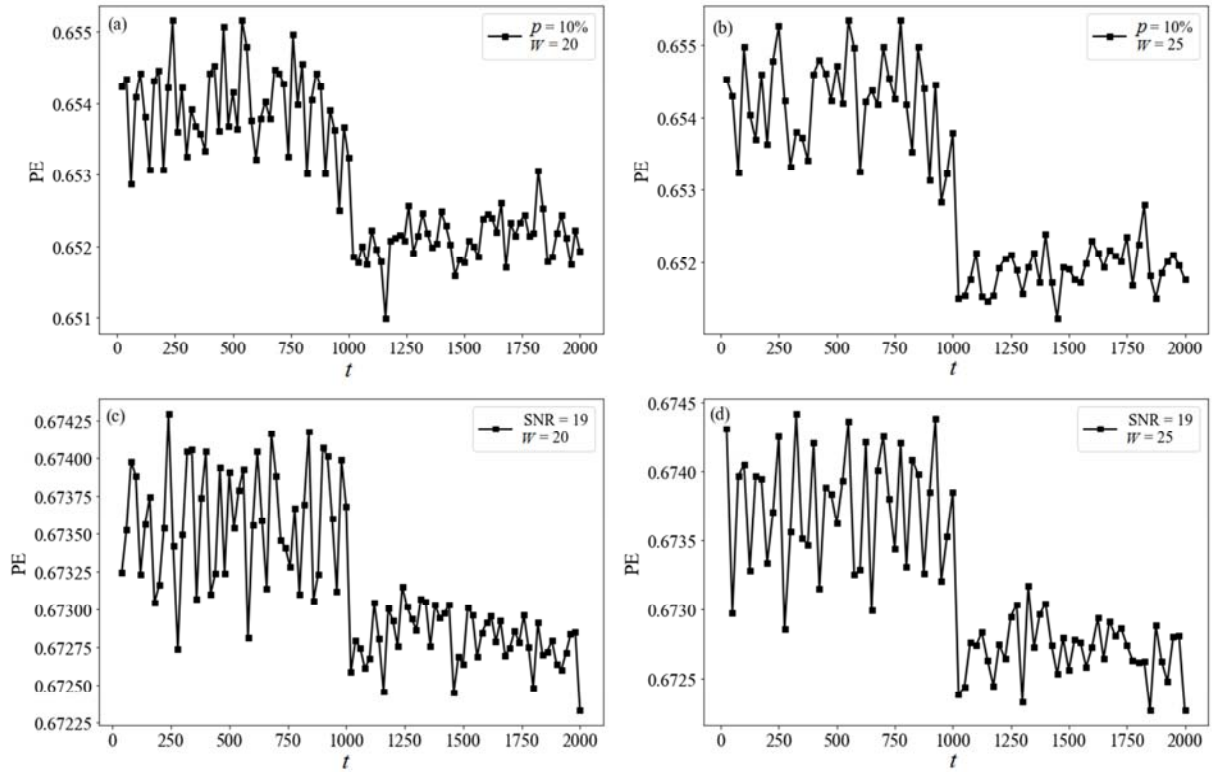 (a)
p = 10%
W = 20
PE
0.655
0.654
0.653
0.652
0.651
0 250 500 750 1000 1250 1500 1750 2000
t
(b)
p = 10%
W = 25
PE
0.655
0.654
0.653
0.652
0 250 500 750 1000 1250 1500 1750 2000
t
(c)
SNR = 19
W = 20
PE
0.67425
0.67400
0.67375
0.67350
0.67325
0.67300
0.67275
0.67250
0.67225
0 250 500 750 1000 1250 1500 1750 2000
t
(d)
SNR = 19
W = 25
PE
0.6745
0.6740
0.6735
0.6730
0.6725
0 250 500 750 1000 1250 1500 1750 2000
t